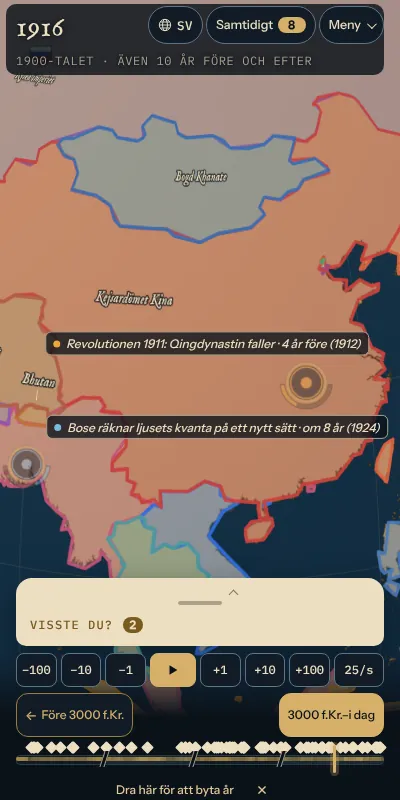 1916
SV
Samtidigt 8
Meny
1900-TALET · ÄVEN 10 ÅR FÖRE OCH EFTER
Bogd Khanate
Kejsardömet Kina
Revolutionen 1911: Qingdynastin faller · 4 år före (1912)
Bhutan
Bose räknar ljusets kvanta på ett nytt sätt · om 8 år (1924)
VISSTE DU? 2
−100 −10 −1 +1 +10 +100 25/s
← Före 3000 f.Kr.
3000 f.Kr.–i dag
Dra här för att byta år ✕